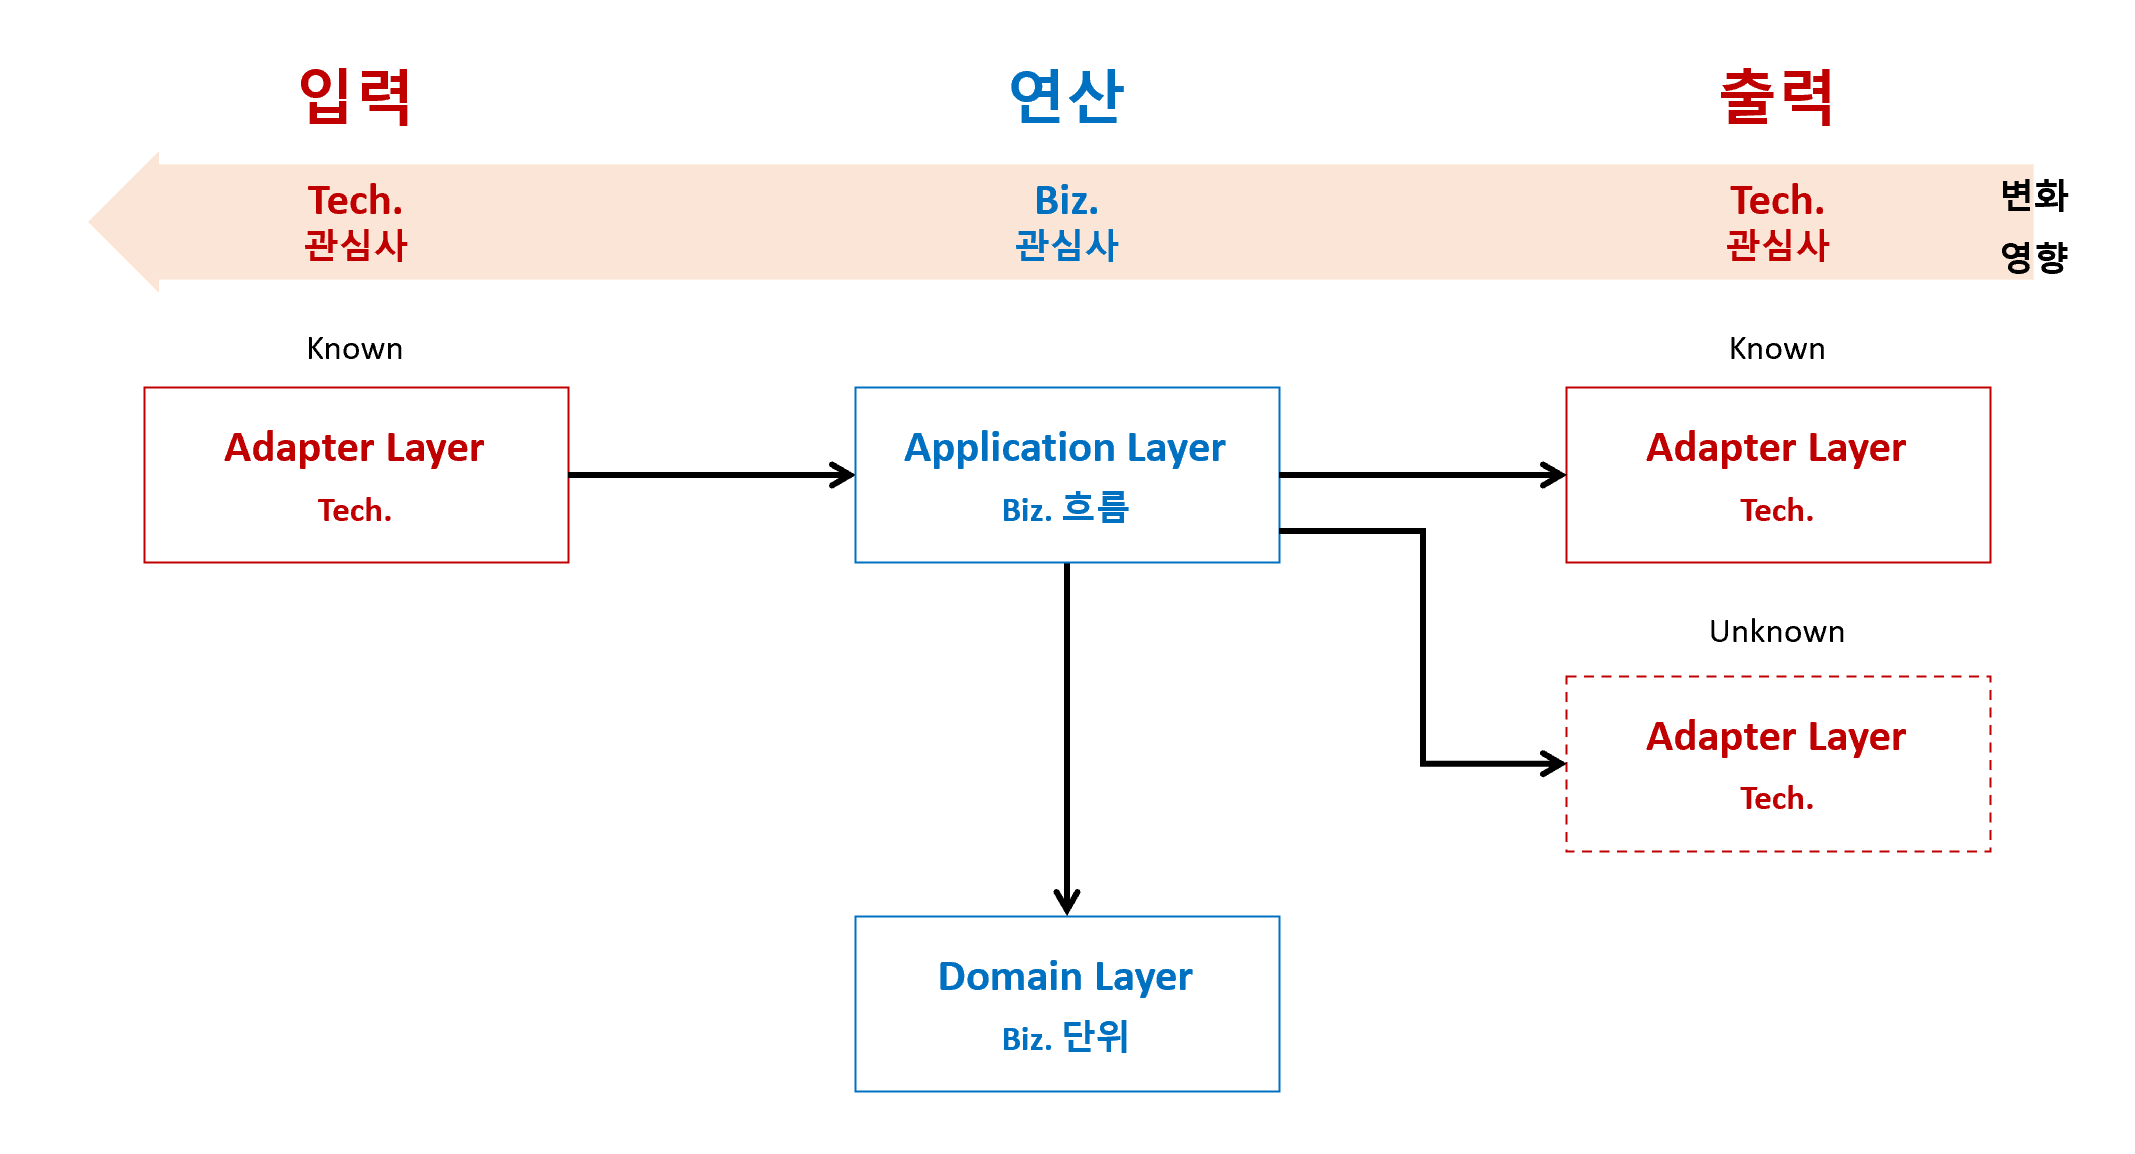 입력
연산
출력
Tech.
관심사
Biz.
관심사
Tech.
관심사
변화
영향
Known
Known
Adapter Layer
Tech.
Application Layer
Biz. 흐름
Adapter Layer
Tech.
Unknown
Adapter Layer
Tech.
Domain Layer
Biz. 단위